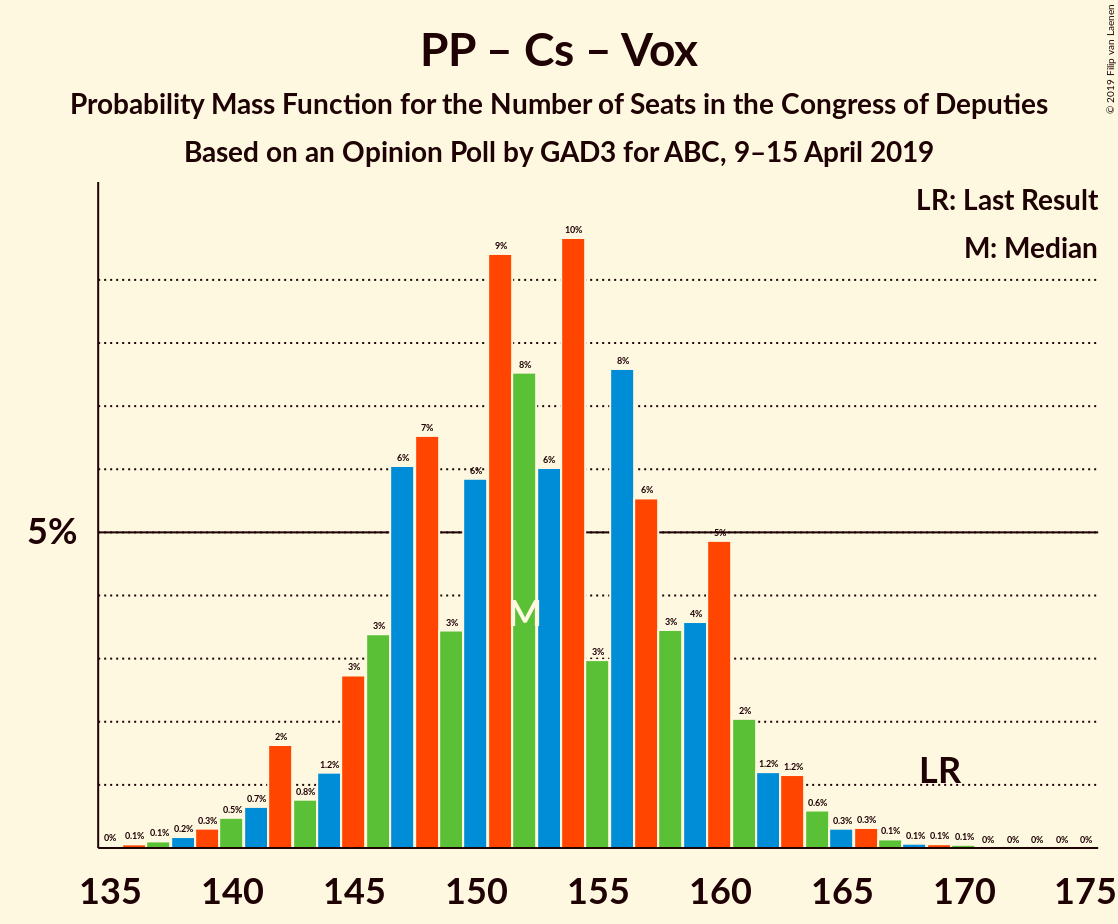 PP – Cs – Vox
Probability Mass Function for the Number of Seats in the Congress of Deputies
Based on an Opinion Poll by GAD3 for ABC, 9–15 April 2019
© 2019 Filip van Laenen
LR: Last Result
M: Median
5%
0% 0.1% 0.1% 0.2% 0.3% 0.5% 0.7% 2% 0.8% 1.2% 3% 3% 6% 7% 3% 6% 9% 8% 6% 10% 3% 8% 6% 3% 4% 5% 2% 1.2% 1.2% 0.6% 0.3% 0.3% 0.1% 0.1% 0.1% 0.1% 0% 0% 0% 0% 0%
M
LR
135 140 145 150 155 160 165 170 175